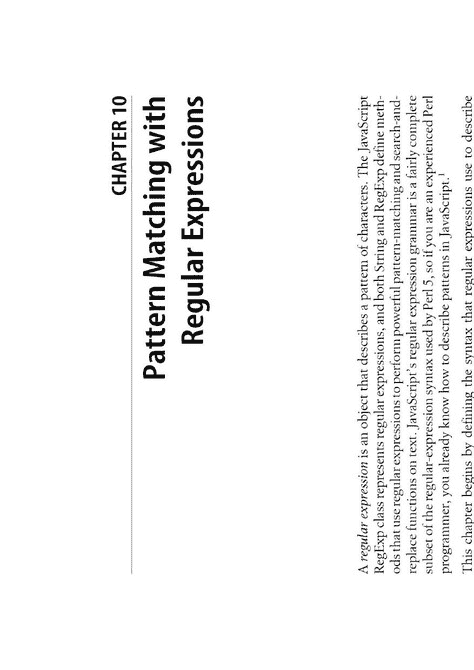 CHAPTER 10
Pattern Matching with
Regular Expressions
A regular expression is an object that describes a pattern of characters. The JavaScript
RegExp class represents regular expressions, and both String and RegExp define meth-
ods that use regular expressions to perform powerful pattern-matching and search-and-
replace functions on text. JavaScript's regular expression grammar is a fairly complete
subset of the regular-expression syntax used by Perl 5, so if you are an experienced Perl
programmer, you already know how to describe patterns in JavaScript.1
This chapter begins by defining the syntax that regular expressions use to describe